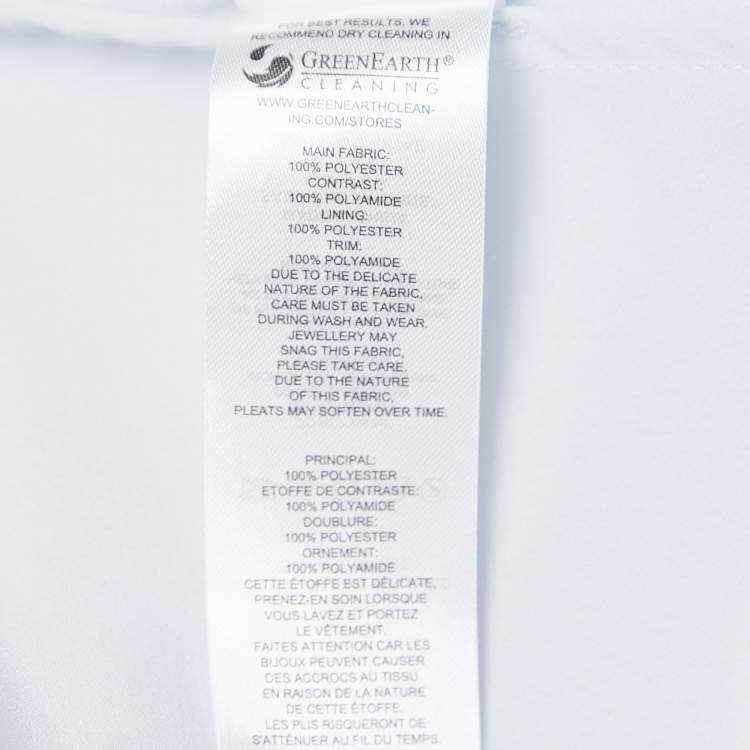 FOR BEST RESULTS, WE
RECOMMEND DRY CLEANING IN
GREENEARTH®
CLEANING
WWW.GREENEARTHCLEAN-
ING.COM/STORES
MAIN FABRIC:
100% POLYESTER
CONTRAST:
100% POLYAMIDE
LINING:
100% POLYESTER
TRIM:
100% POLYAMIDE
DUE TO THE DELICATE
NATURE OF THE FABRIC,
CARE MUST BE TAKEN
DURING WASH AND WEAR.
JEWELLERY MAY
SNAG THIS FABRIC,
PLEASE TAKE CARE.
DUE TO THE NATURE
OF THIS FABRIC,
PLEATS MAY SOFTEN OVER TIME.
PRINCIPAL:
100% POLYESTER
ETOFFE DE CONTRASTE:
100% POLYAMIDE
DOUBLURE:
100% POLYESTER
ORNEMENT:
100% POLYAMIDE
CETTE ÉTOFFE EST DÉLICATE,
PRENEZ-EN SOIN LORSQUE
VOUS LAVEZ ET PORTEZ
LE VÊTEMENT.
FAITES ATTENTION CAR LES
BIJOUX PEUVENT CAUSER
DES ACCROCS AU TISSU
EN RAISON DE LA NATURE
DE CETTE ÉTOFFE,
LES PLIS RISQUERONT DE
S'ATTÉNUER AU FIL DU TEMPS.